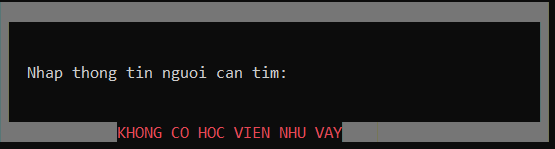 Nhap thong tin nguoi can tim:
KHONG CO HOC VIEN NHU VAY